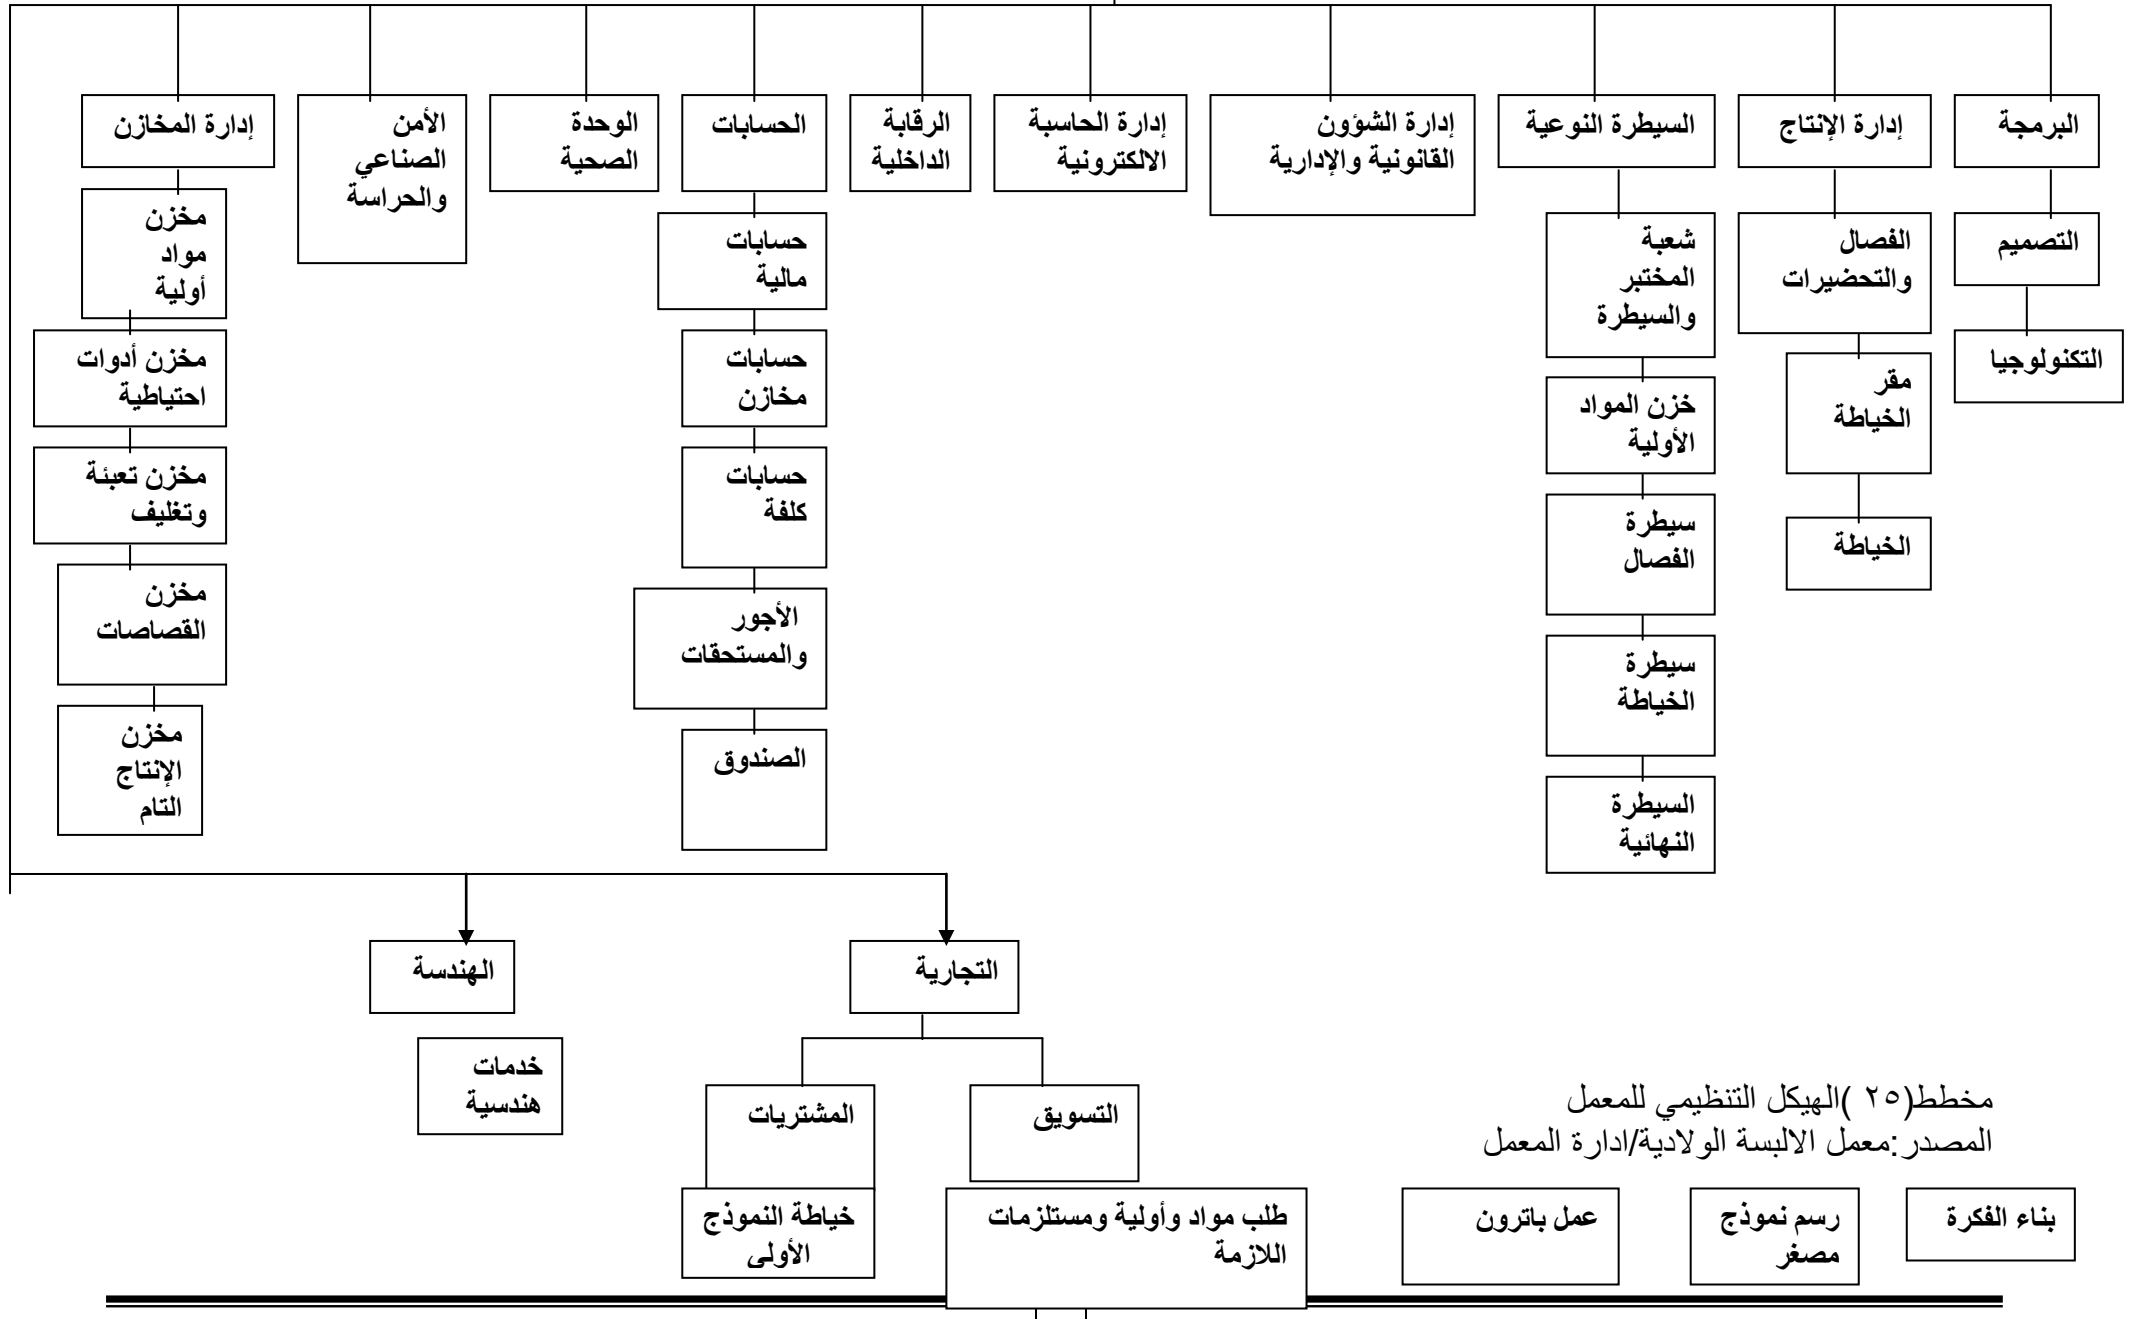 البرمجة
إدارة الإنتاج
السيطرة النوعية
إدارة الشؤون
القانونية والإدارية
إدارة الحاسبة
الالكترونية
الرقابة
الداخلية
الحسابات
الوحدة
الصحية
الأمن
الصناعي
والحراسة
إدارة المخازن
التصميم
التكنولوجيا
الفصال
والتحضيرات
مقر
الخياطة
الخياطة
شعبة
المختبر
والسيطرة
خزن المواد
الأولية
سيطرة
الفصال
سيطرة
الخياطة
السيطرة
النهائية
حسابات
مالية
حسابات
مخازن
حسابات
كلفة
الأجور
والمستحقات
الصندوق
مخزن
مواد
أولية
مخزن أدوات
احتياطية
مخزن تعبئة
وتغليف
مخزن
القصاصات
مخزن
الإنتاج
التام
التجارية
الهندسة
خدمات
هندسية
التسويق
المشتريات
مخطط(٢٥ )الهيكل التنظيمي للمعمل
المصدر:معمل الالبسة الولادية/ادارة المعمل
بناء الفكرة
رسم نموذج
مصغر
عمل باترون
طلب مواد وأولية ومستلزمات
اللازمة
خياطة النموذج
الأولى